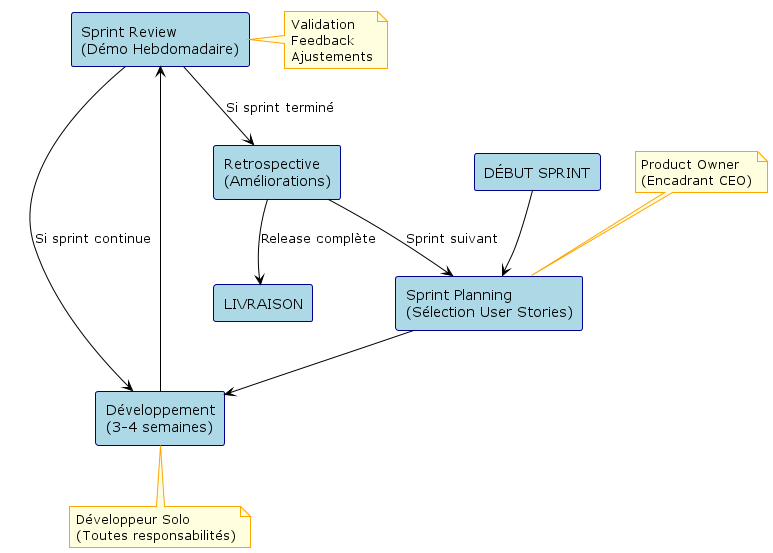 Sprint Review
(Démo Hebdomadaire)
Validation
Feedback
Ajustements
Si sprint terminé
Retrospective
(Améliorations)
DÉBUT SPRINT
Product Owner
(Encadrant CEO)
Si sprint continue
Release complète
Sprint suivant
LIVRAISON
Sprint Planning
(Sélection User Stories)
Développement
(3-4 semaines)
Développeur Solo
(Toutes responsabilités)